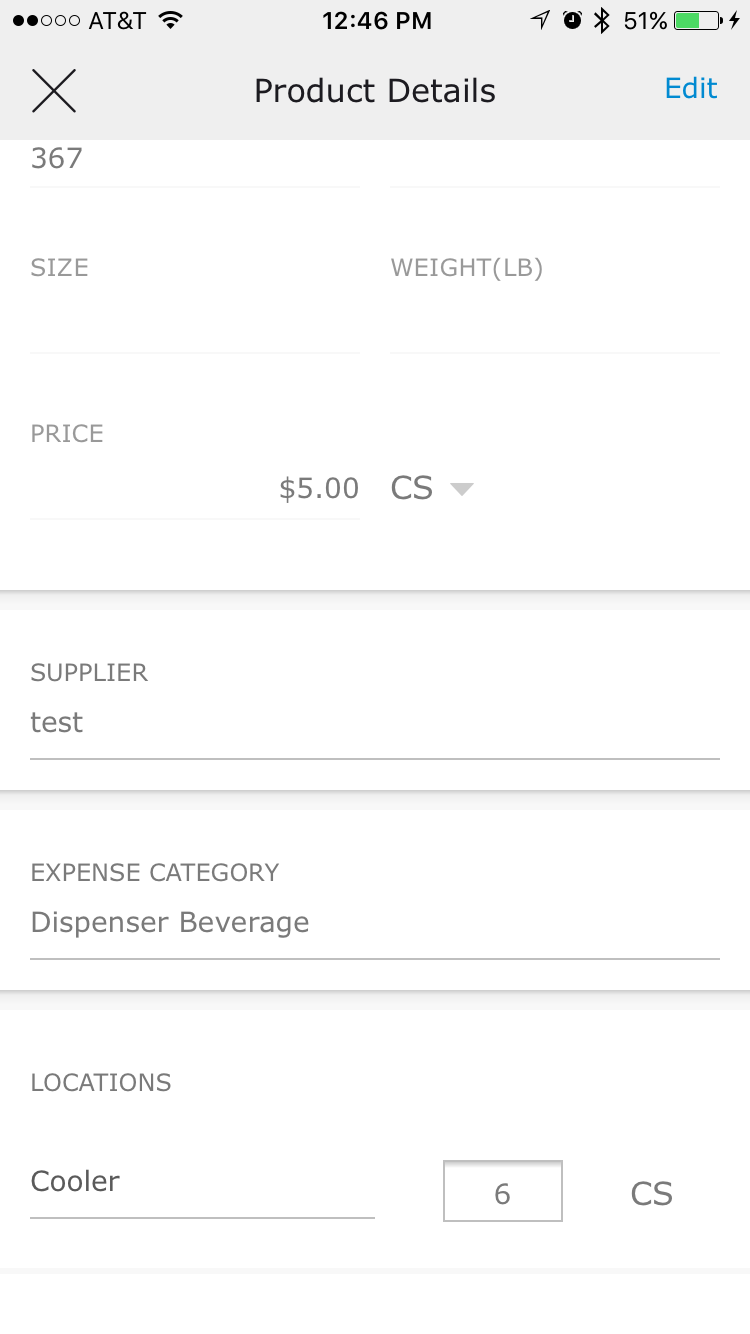 AT&T 12:46 PM 51%
Product Details Edit
367
SIZE WEIGHT(LB)
PRICE
$5.00 CS
SUPPLIER
test
EXPENSE CATEGORY
Dispenser Beverage
LOCATIONS
Cooler 6 CS